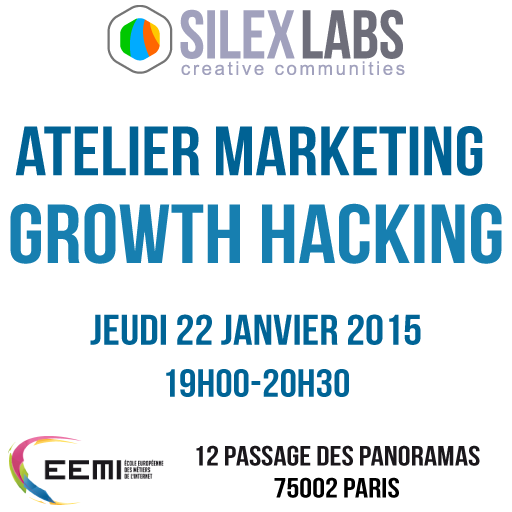 SILEX LABS
creative communities
ATELIER MARKETING
GROWTH HACKING
JEUDI 22 JANVIER 2015
19H00-20H30
EEMI
ÉCOLE EUROPÉENNE
DES MÉTIERS
DE L'INTERNET
12 PASSAGE DES PANORAMAS
75002 PARIS